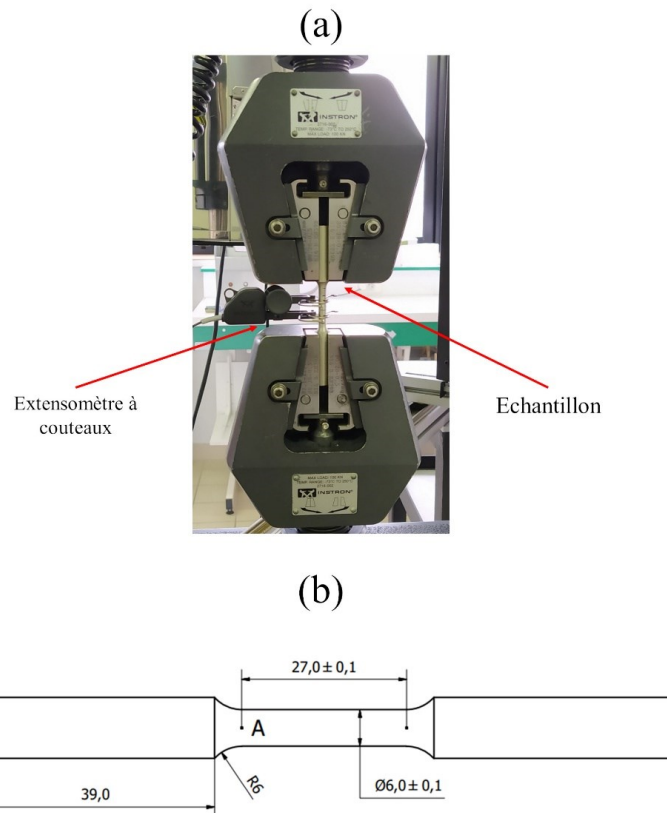 (a)
INSTRON®
Extensomètre à
couteaux
Echantillon
INSTRON®
(b)
27,0 ± 0,1
A
R6
39,0
Ø6,0 ± 0,1